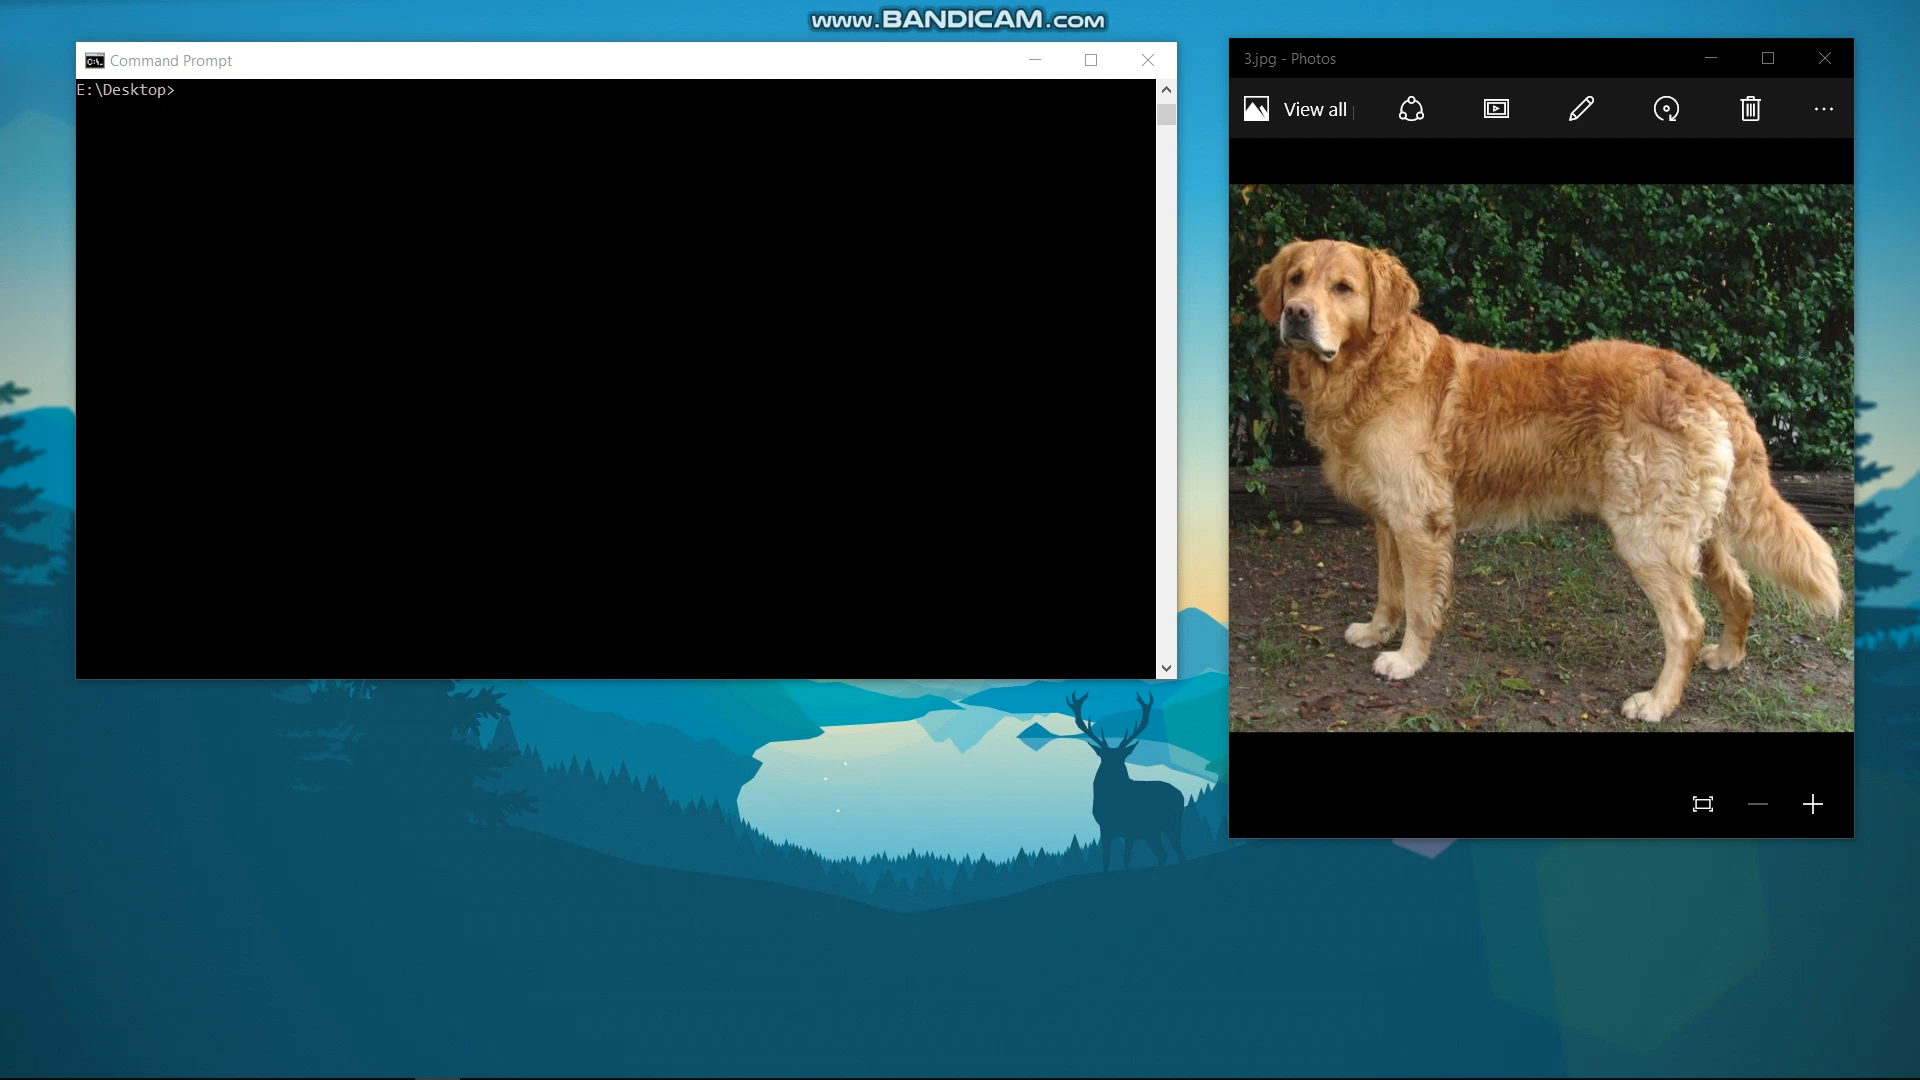 www.BANDICAM.com
Command Prompt
E:\Desktop>
3.jpg - Photos
View all